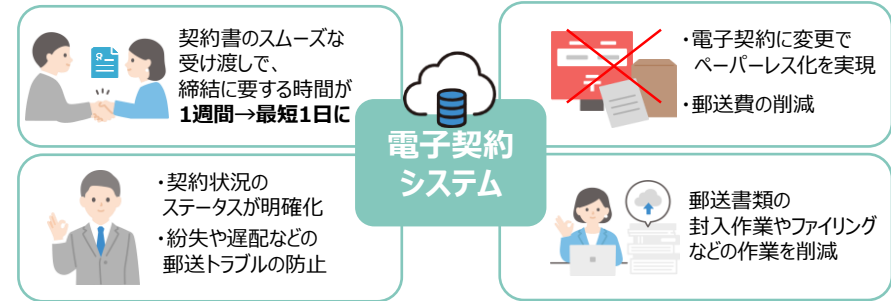 契約書のスムーズな
受け渡しで、
締結に要する時間が
1週間→最短1日に
・電子契約に変更で
ペーパーレス化を実現
・郵送費の削減
電子契約
システム
・契約状況の
ステータスが明確化
・紛失や遅配などの
郵送トラブルの防止
郵送書類の
封入作業やファイリング
などの作業を削減